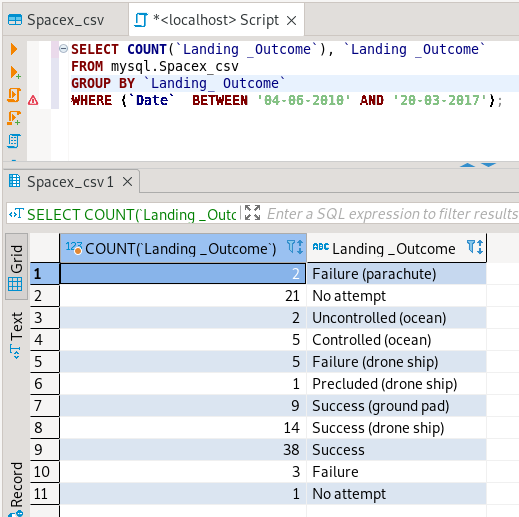 Spacex_csv
*<localhost> Script
SELECT COUNT(`Landing _Outcome`), `Landing _Outcome`
FROM mysql.Spacex_csv
GROUP BY `Landing_ Outcome`
WHERE (`Date`  BETWEEN '04-06-2010' AND '20-03-2017');
Spacex_csv 1
SELECT COUNT(`Landing _Outc
Enter a SQL expression to filter results
Grid
Text
Record
123 COUNT(`Landing _Outcome`) ABC Landing _Outcome
1 2 Failure (parachute)
2 21 No attempt
3 2 Uncontrolled (ocean)
4 5 Controlled (ocean)
5 5 Failure (drone ship)
6 1 Precluded (drone ship)
7 9 Success (ground pad)
8 14 Success (drone ship)
9 38 Success
10 3 Failure
11 1 No attempt